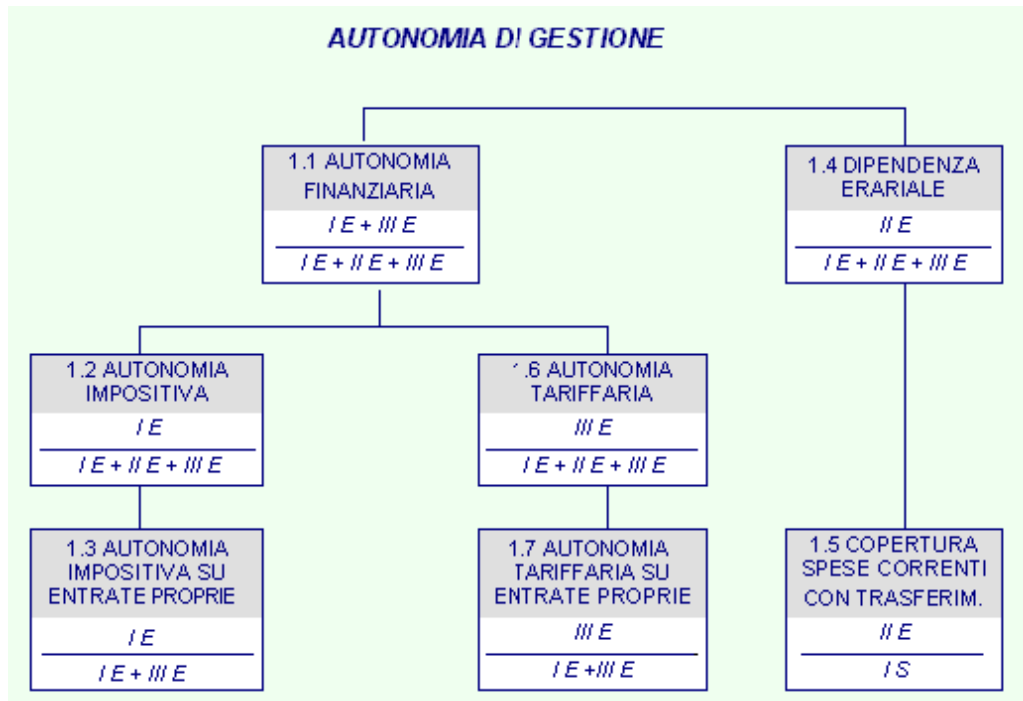 AUTONOMIA DI GESTIONE
1.1 AUTONOMIA
FINANZIARIA
I E + III E
I E + II E + III E
1.4 DIPENDENZA
ERARIALE
II E
I E + II E + III E
1.2 AUTONOMIA
IMPOSITIVA
I E
I E + II E + III E
1.6 AUTONOMIA
TARIFFARIA
III E
I E + II E + III E
1.3 AUTONOMIA
IMPOSITIVA SU
ENTRATE PROPRIE
I E
I E + III E
1.7 AUTONOMIA
TARIFFARIA SU
ENTRATE PROPRIE
III E
I E +III E
1.5 COPERTURA
SPESE CORRENTI
CON TRASFERIM.
II E
I S